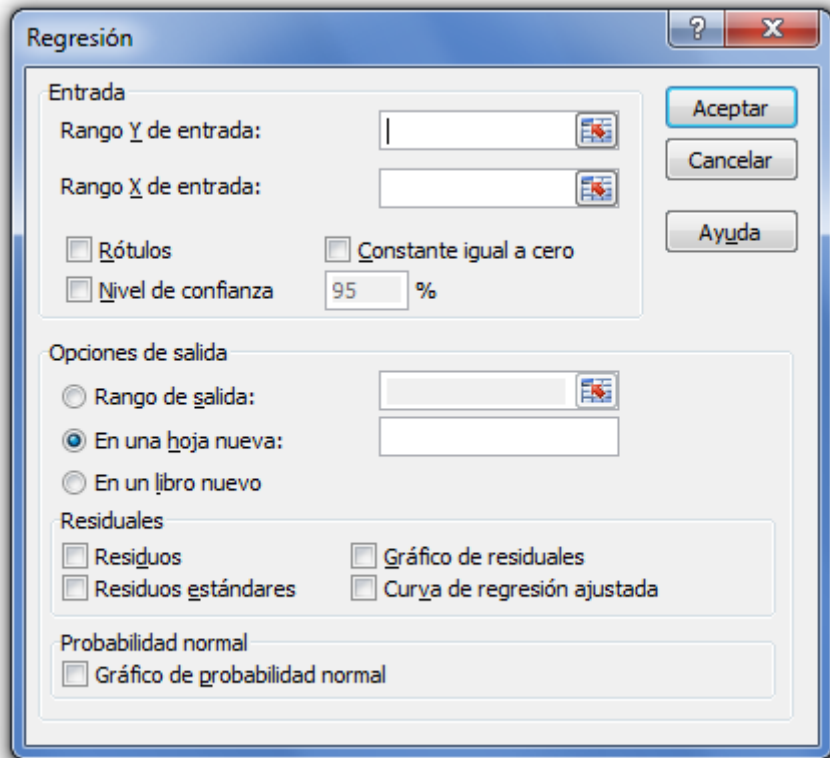 Regresión
Entrada
Rango Y de entrada:
Rango X de entrada:
Rótulos
Constante igual a cero
Nivel de confianza
95 %
Aceptar
Cancelar
Ayuda
Opciones de salida
Rango de salida:
En una hoja nueva:
En un libro nuevo
Residuales
Residuos
Gráfico de residuales
Residuos estándares
Curva de regresión ajustada
Probabilidad normal
Gráfico de probabilidad normal